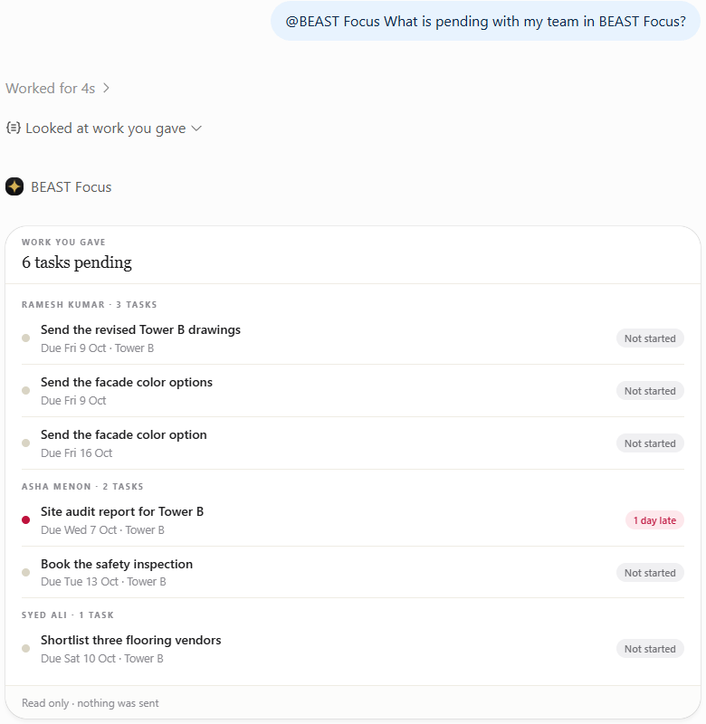 @BEAST Focus What is pending with my team in BEAST Focus?
Worked for 4s
Looked at work you gave
BEAST Focus
WORK YOU GAVE
6 tasks pending
RAMESH KUMAR · 3 TASKS
Send the revised Tower B drawings
Due Fri 9 Oct · Tower B
Not started
Send the facade color options
Due Fri 9 Oct
Not started
Send the facade color option
Due Fri 16 Oct
Not started
ASHA MENON · 2 TASKS
Site audit report for Tower B
Due Wed 7 Oct · Tower B
1 day late
Book the safety inspection
Due Tue 13 Oct · Tower B
Not started
SYED ALI · 1 TASK
Shortlist three flooring vendors
Due Sat 10 Oct · Tower B
Not started
Read only · nothing was sent